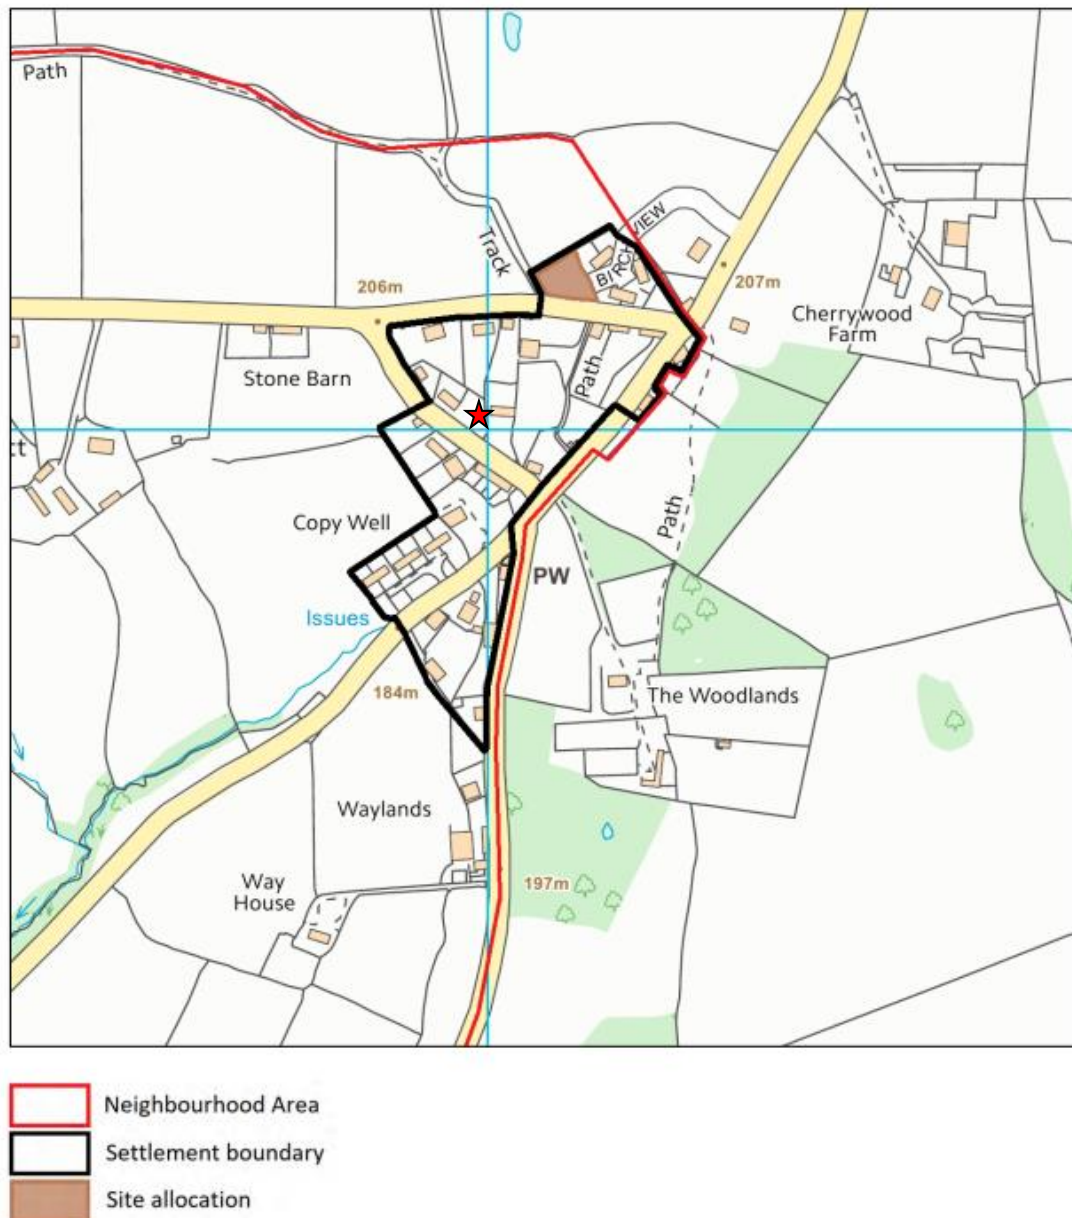 Path
BIRCH VIEW
Track
206m
207m
Cherrywood
Farm
Stone Barn
Path
tt
Copy Well
Path
PW
Issues
184m
The Woodlands
Waylands
197m
Way
House
Neighbourhood Area
Settlement boundary
Site allocation